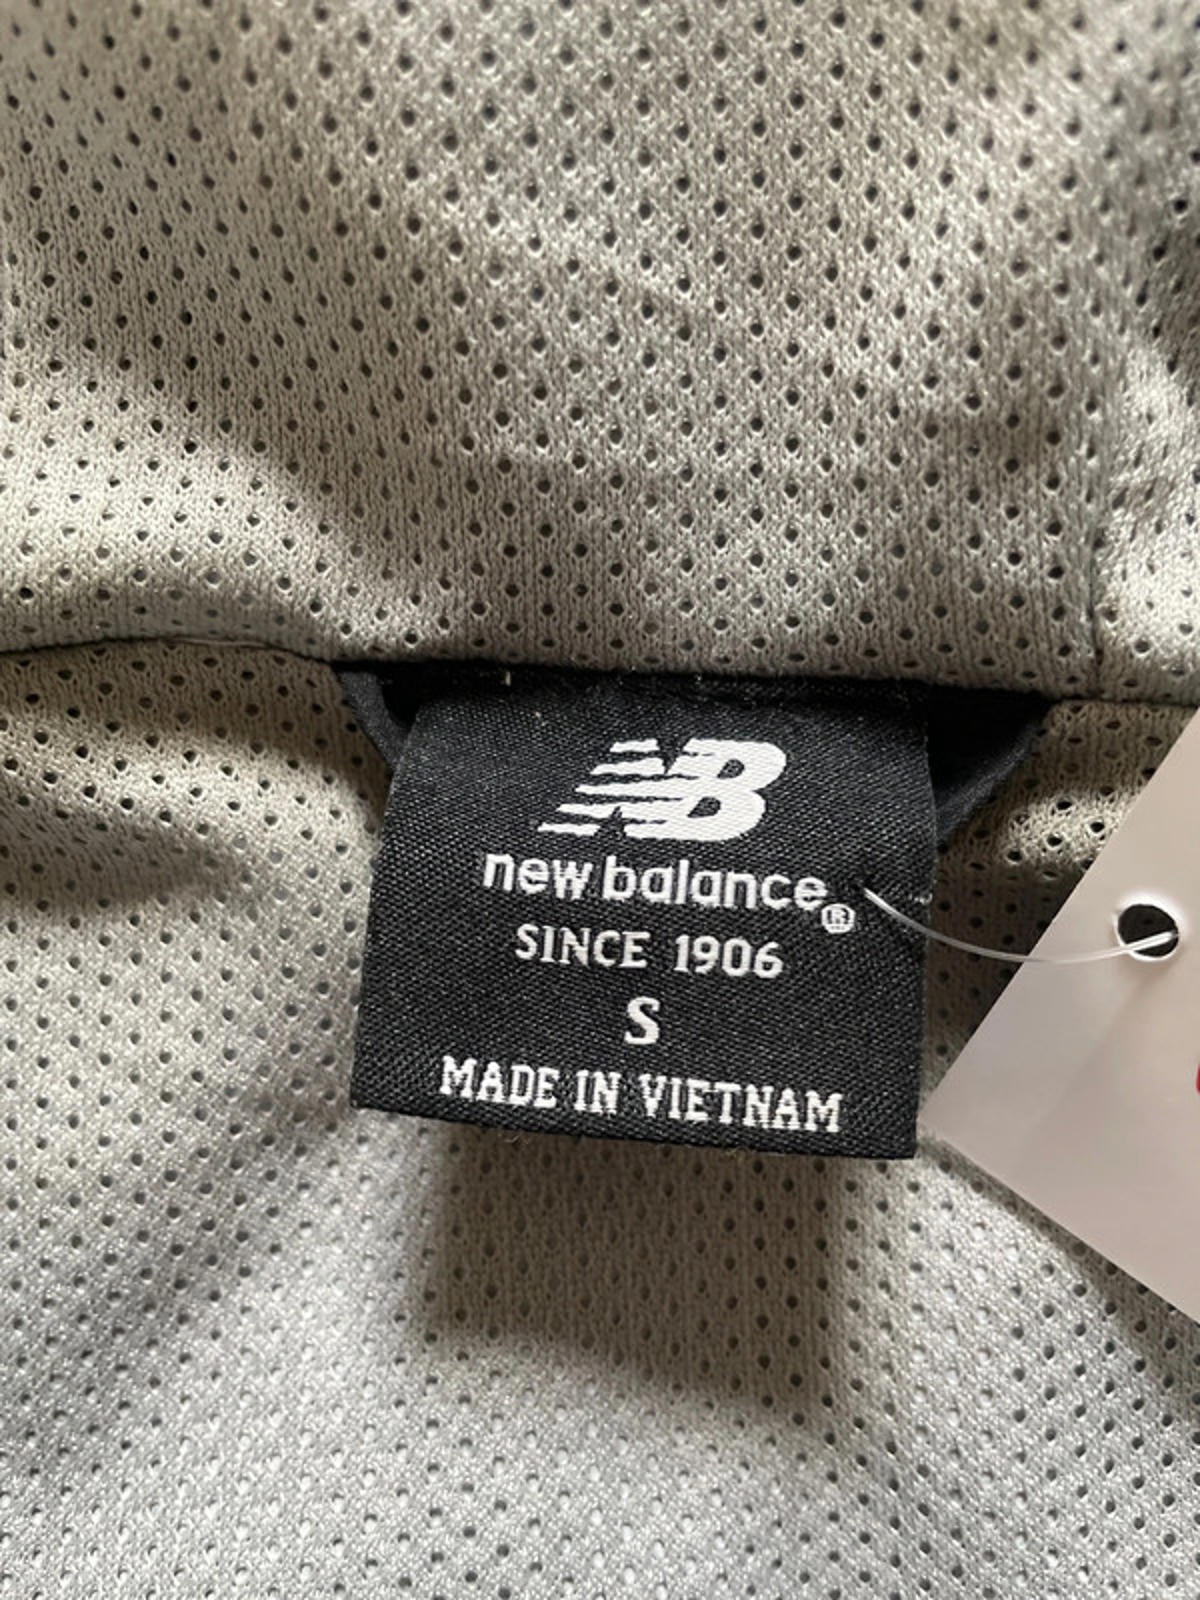 NB
new balance®
SINCE 1906
S
MADE IN VIETNAM